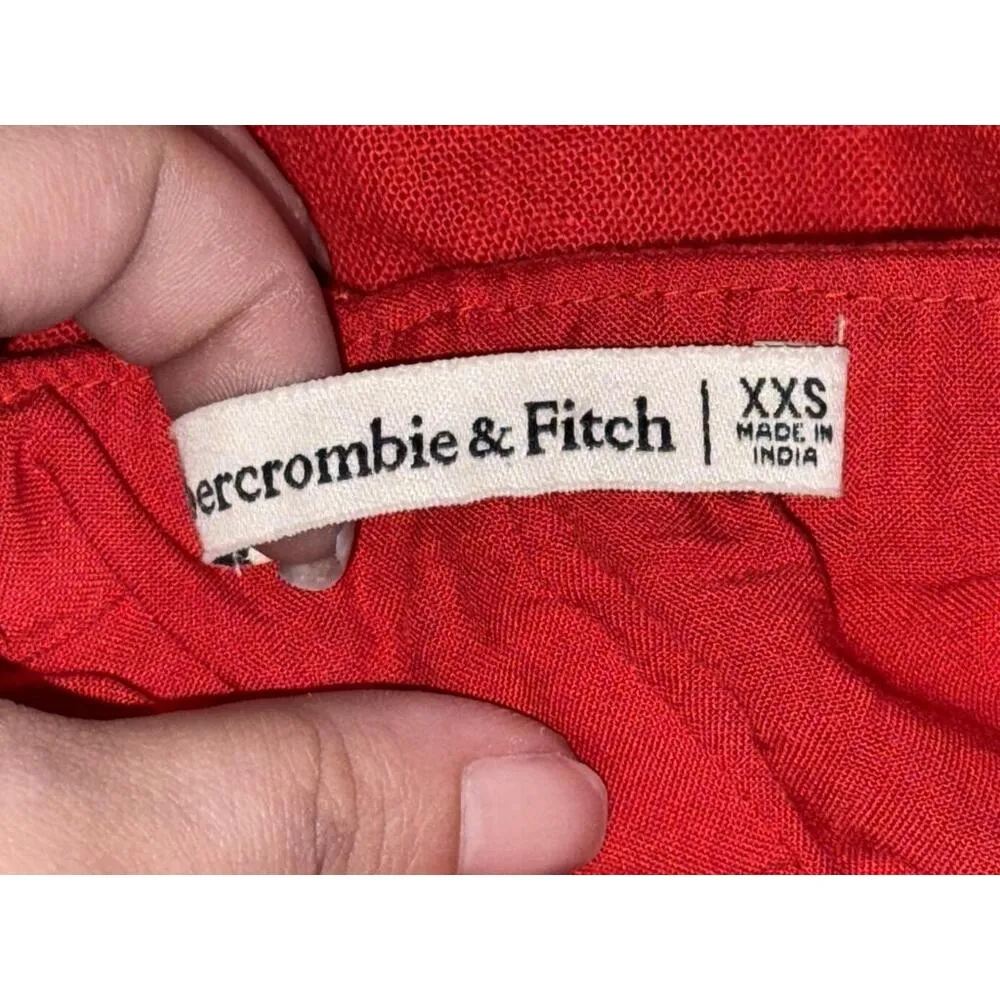 bercrombie & Fitch | XXS
MADE IN
INDIA